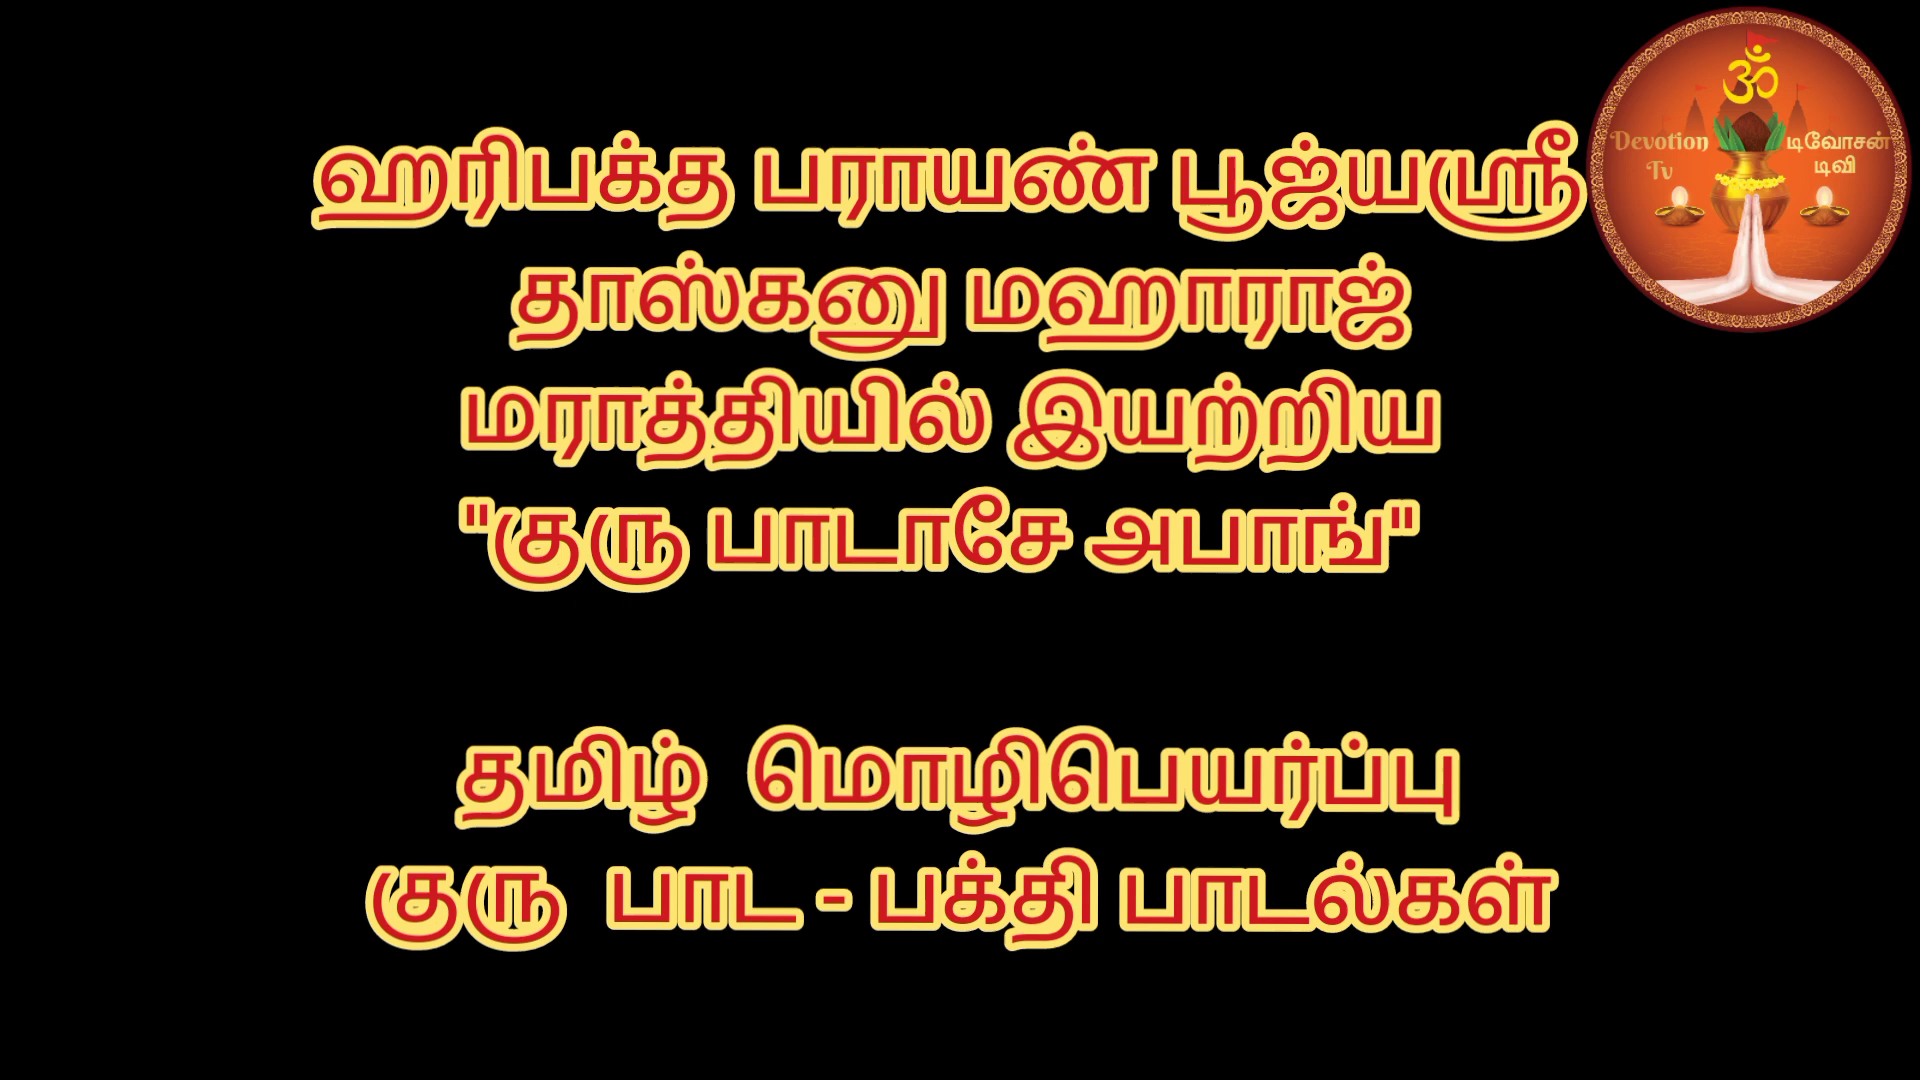 ஹரிபக்த பராயண் பூஜ்யஸ்ரீ
தாஸ்கனு மஹாராஜ்
மராத்தியில் இயற்றிய
"குரு பாடாசே அபாங்"
தமிழ் மொழிபெயர்ப்பு
குரு பாட - பக்தி பாடல்கள்
ॐ
Devotion Tv
டிவோசன் டிவி